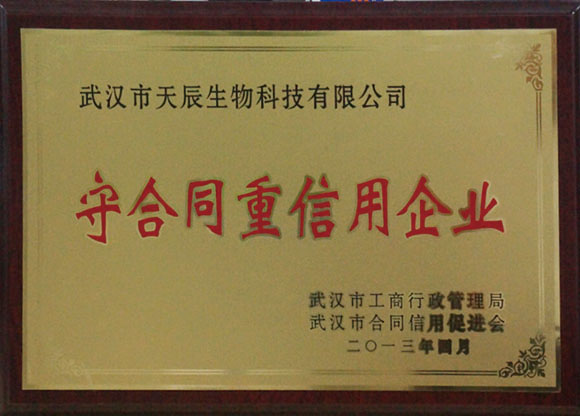 武汉市天辰生物科技有限公司
守合同重信用企业
武汉市工商行政管理局
武汉市合同信用促进会
二〇一三年四月